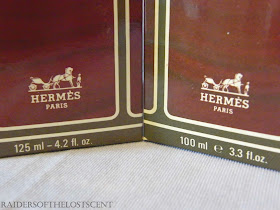 HERMÈS
PARIS
125 ml – 4.2 fl. oz.
HERMÈS
PARIS
100 ml e 3.3 fl.oz.
RAIDERSOFTHELOSTSCENT